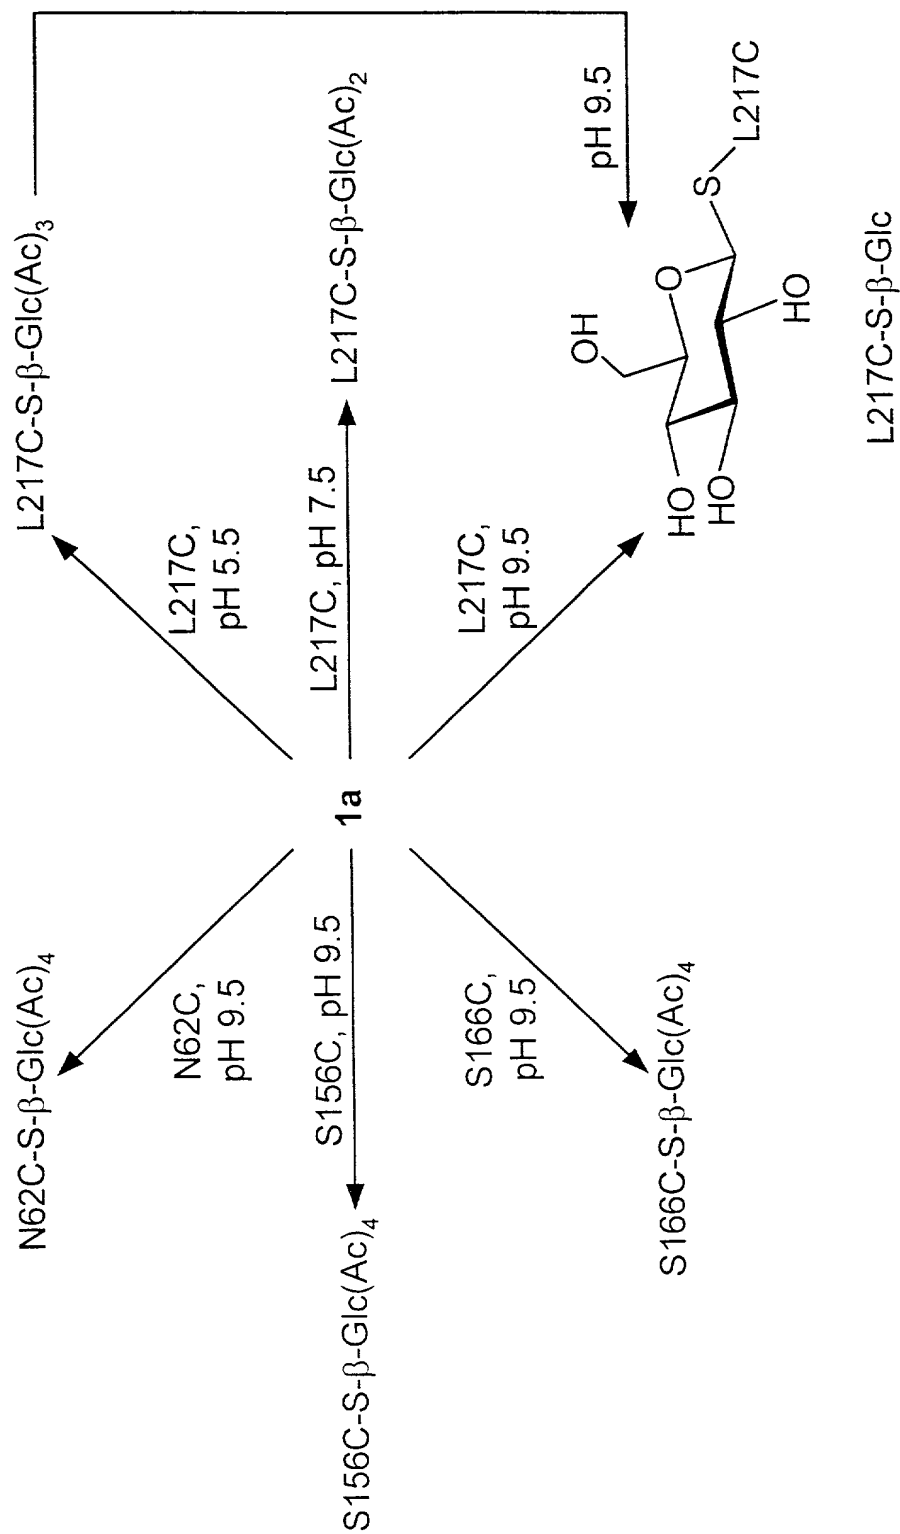 N62C-S-β-Glc(Ac)₄
N62C,
pH 9.5
S156C-S-β-Glc(Ac)₄
S156C, pH 9.5
S166C,
pH 9.5
S166C-S-β-Glc(Ac)₄
1a
L217C,
pH 5.5
L217C-S-β-Glc(Ac)₃
L217C, pH 7.5
L217C-S-β-Glc(Ac)₂
L217C,
pH 9.5
pH 9.5
OH
O
HO
HO
HO
S
L217C
L217C-S-β-Glc